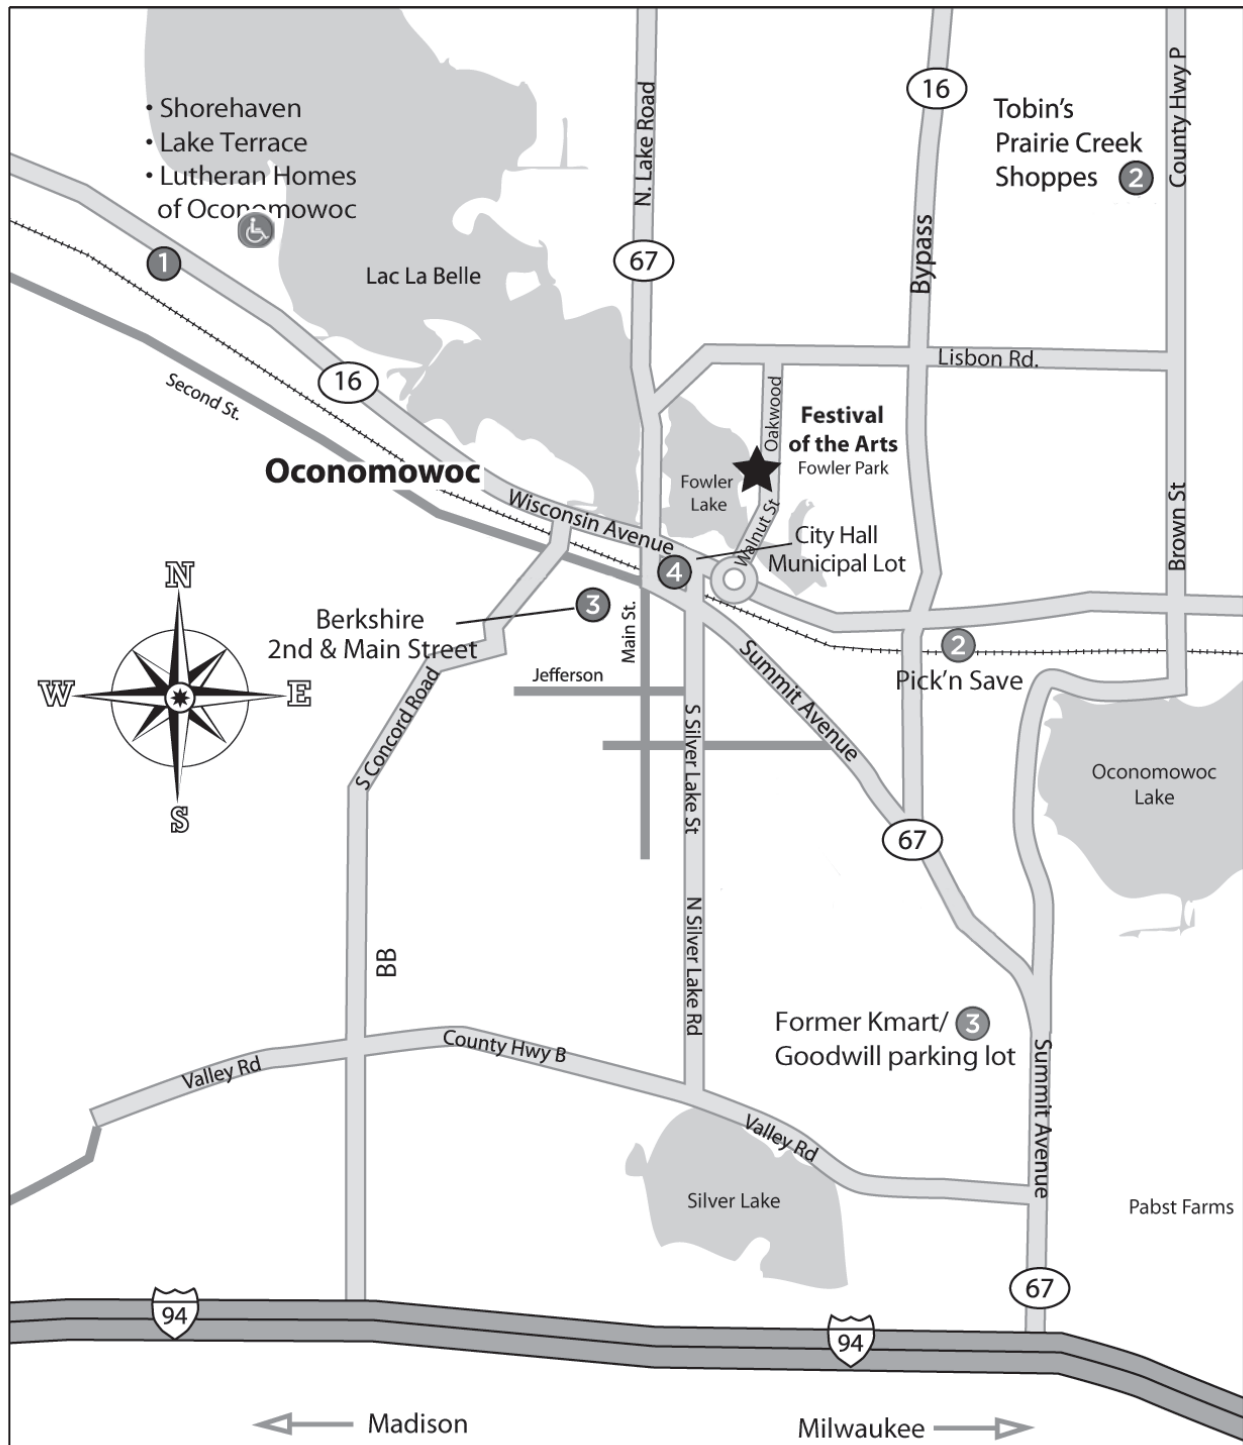 16
• Shorehaven
• Lake Terrace
• Lutheran Homes
of Oconomowoc
N. Lake Road
Tobin's
Prairie Creek
Shoppes 2
County Hwy P
1
Lac La Belle
67
Bypass
16
Second St.
Lisbon Rd.
Oakwood
Festival
of the Arts
Fowler Park
Oconomowoc
Fowler
Lake
Wisconsin Avenue
Walnut St
City Hall
Municipal Lot
Brown St
4
N
W
E
S
Berkshire
2nd & Main Street
3
Main St.
2
Pick'n Save
Jefferson
Summit Avenue
S Concord Road
S Silver Lake St
Oconomowoc
Lake
67
BB
N Silver Lake Rd
Former Kmart/ 3
Goodwill parking lot
County Hwy B
Valley Rd
Summit Avenue
Valley Rd
Silver Lake
Pabst Farms
67
94
94
Madison
Milwaukee